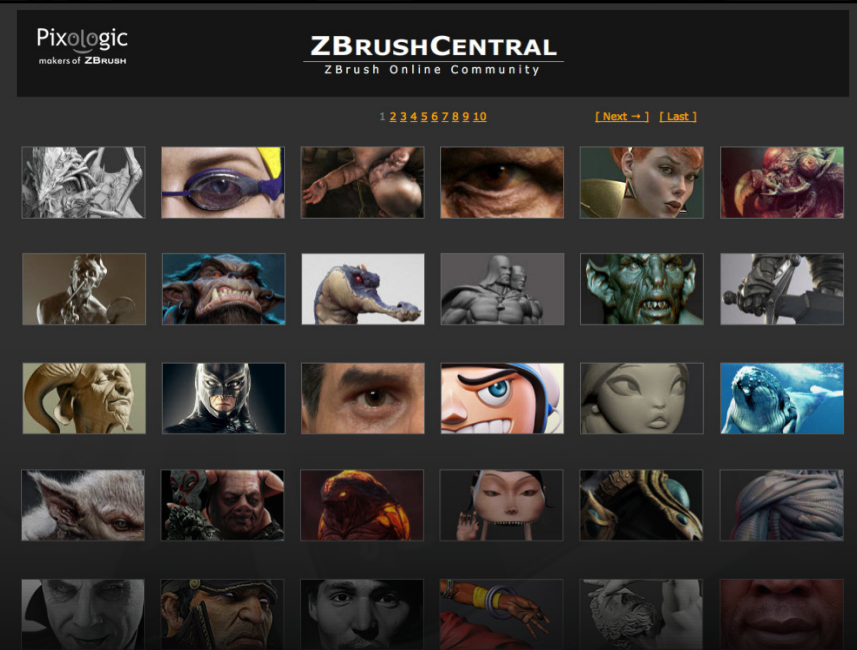 Pixologic
makers of ZBRUSH
ZBRUSHCENTRAL
ZBrush Online Community
1 2 3 4 5 6 7 8 9 10 [ Next → ] [ Last ]